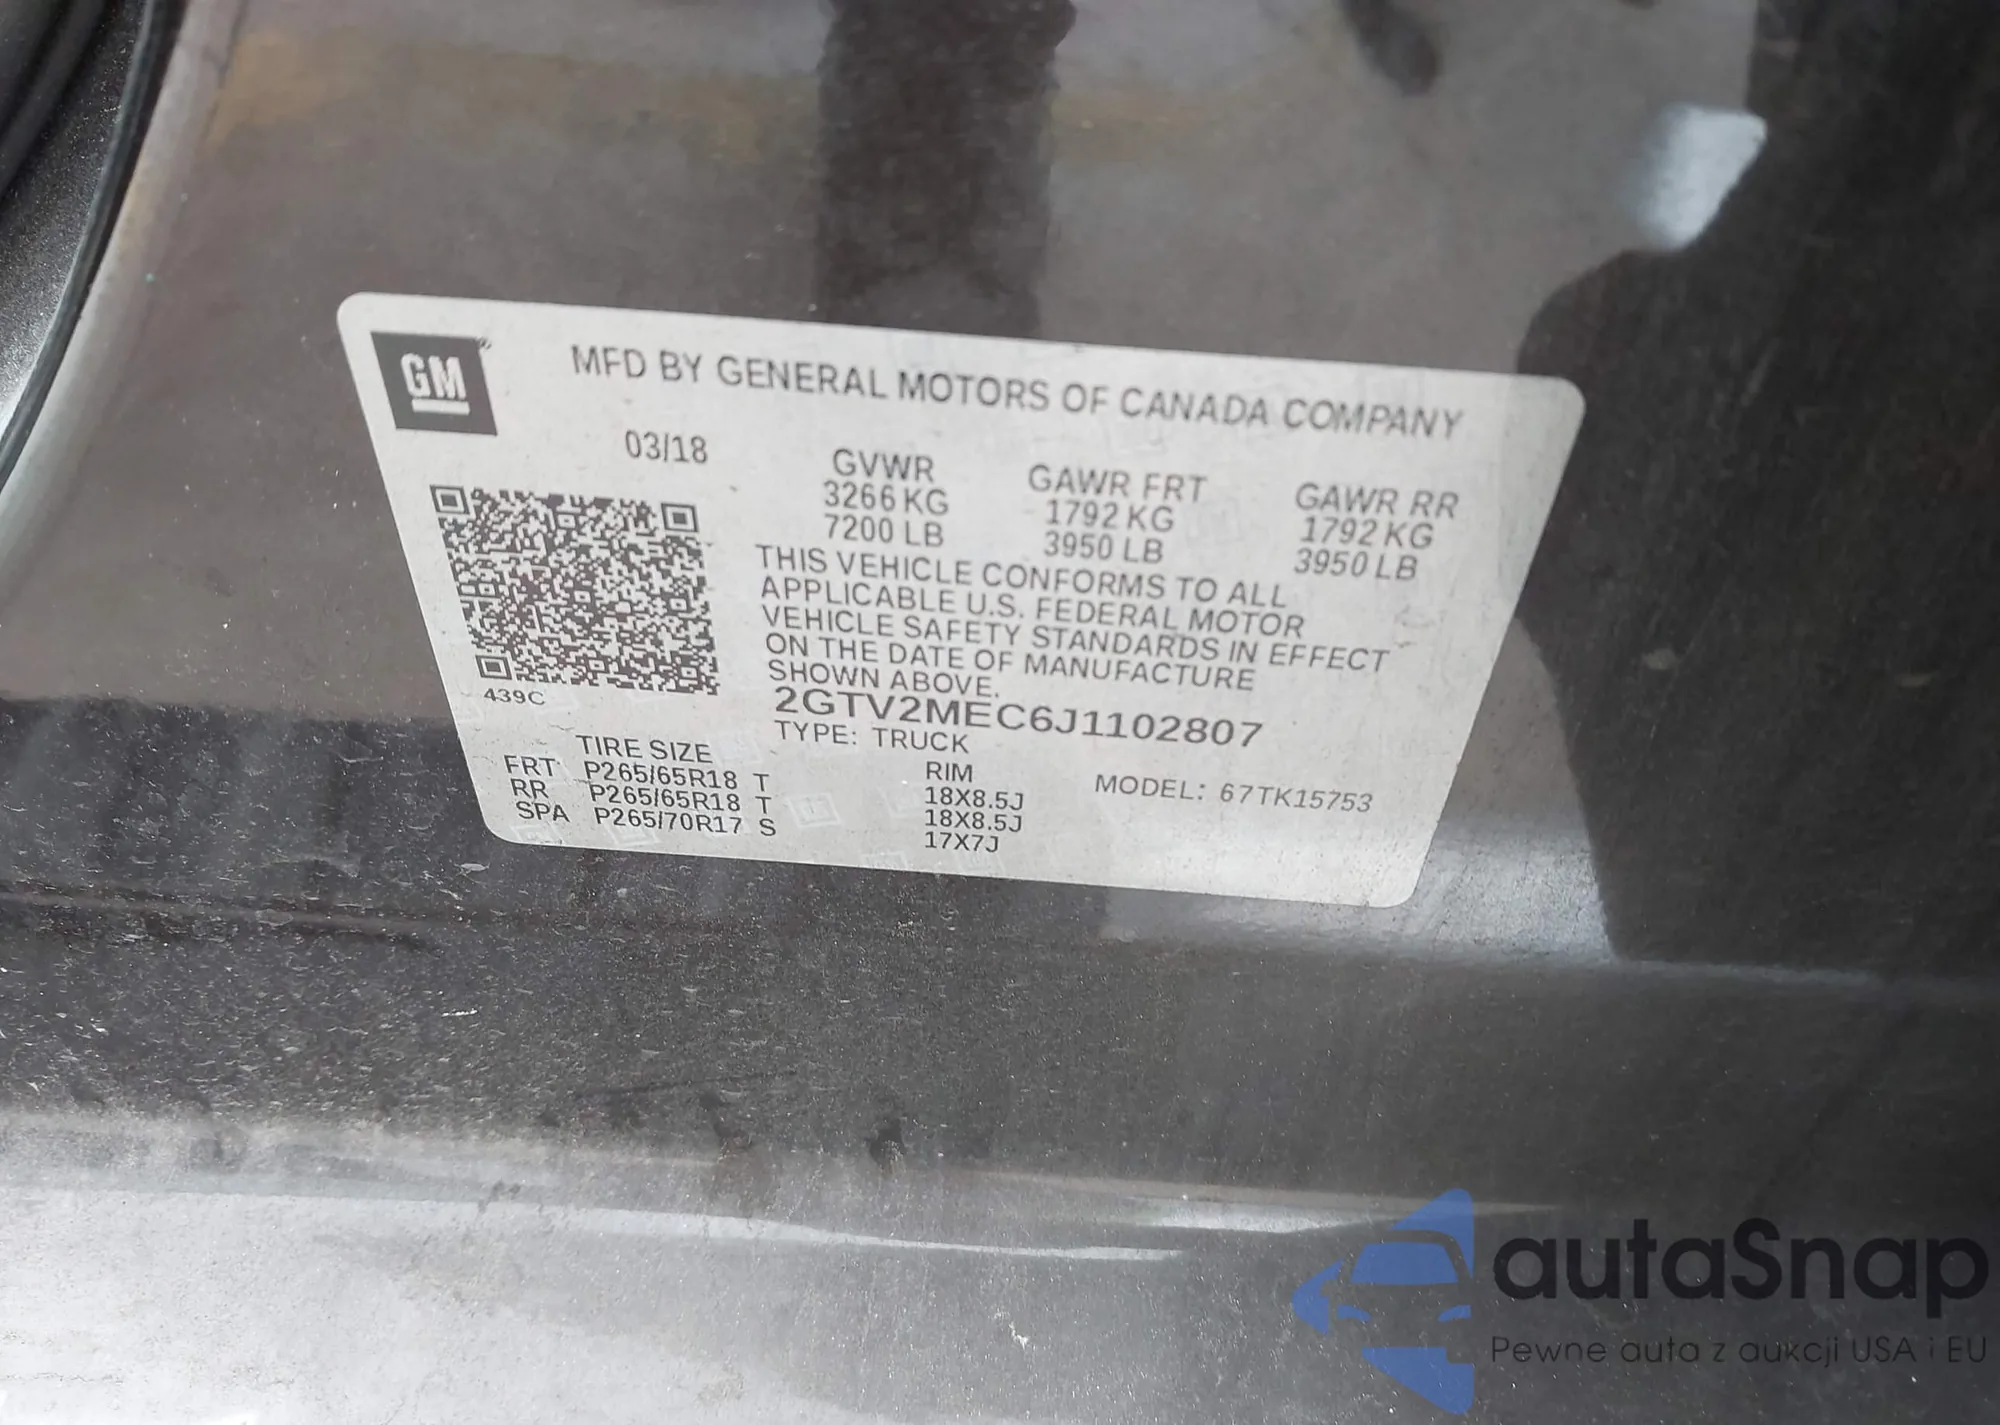 GM
MFD BY GENERAL MOTORS OF CANADA COMPANY
03/18
GVWR GAWR FRT GAWR RR
3266 KG 1792 KG 1792 KG
7200 LB 3950 LB 3950 LB
THIS VEHICLE CONFORMS TO ALL
APPLICABLE U.S. FEDERAL MOTOR
VEHICLE SAFETY STANDARDS IN EFFECT
ON THE DATE OF MANUFACTURE
SHOWN ABOVE.
439C
2GTV2MEC6J1102807
TYPE: TRUCK
TIRE SIZE RIM
FRT P265/65R18 T 18X8.5J
RR P265/65R18 T 18X8.5J
SPA P265/70R17 S 17X7J
MODEL: 67TK15753
autaSnap
Pewne auta z aukcji USA i EU